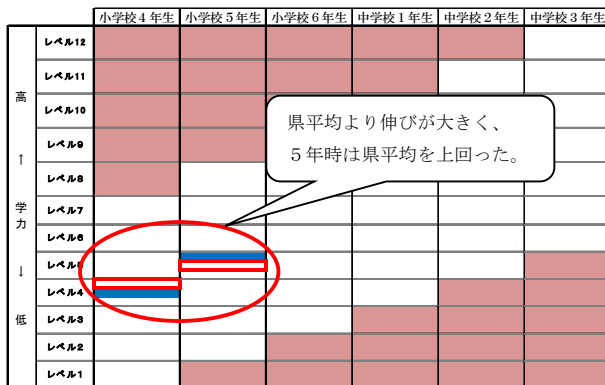 小学校4年生 小学校5年生 小学校6年生 中学校1年生 中学校2年生 中学校3年生
高
↑
学力
↓
低
レベル12
レベル11
レベル10
レベル9
レベル8
レベル7
レベル6
レベル5
レベル4
レベル3
レベル2
レベル1
県平均より伸びが大きく、
5年時は県平均を上回った。